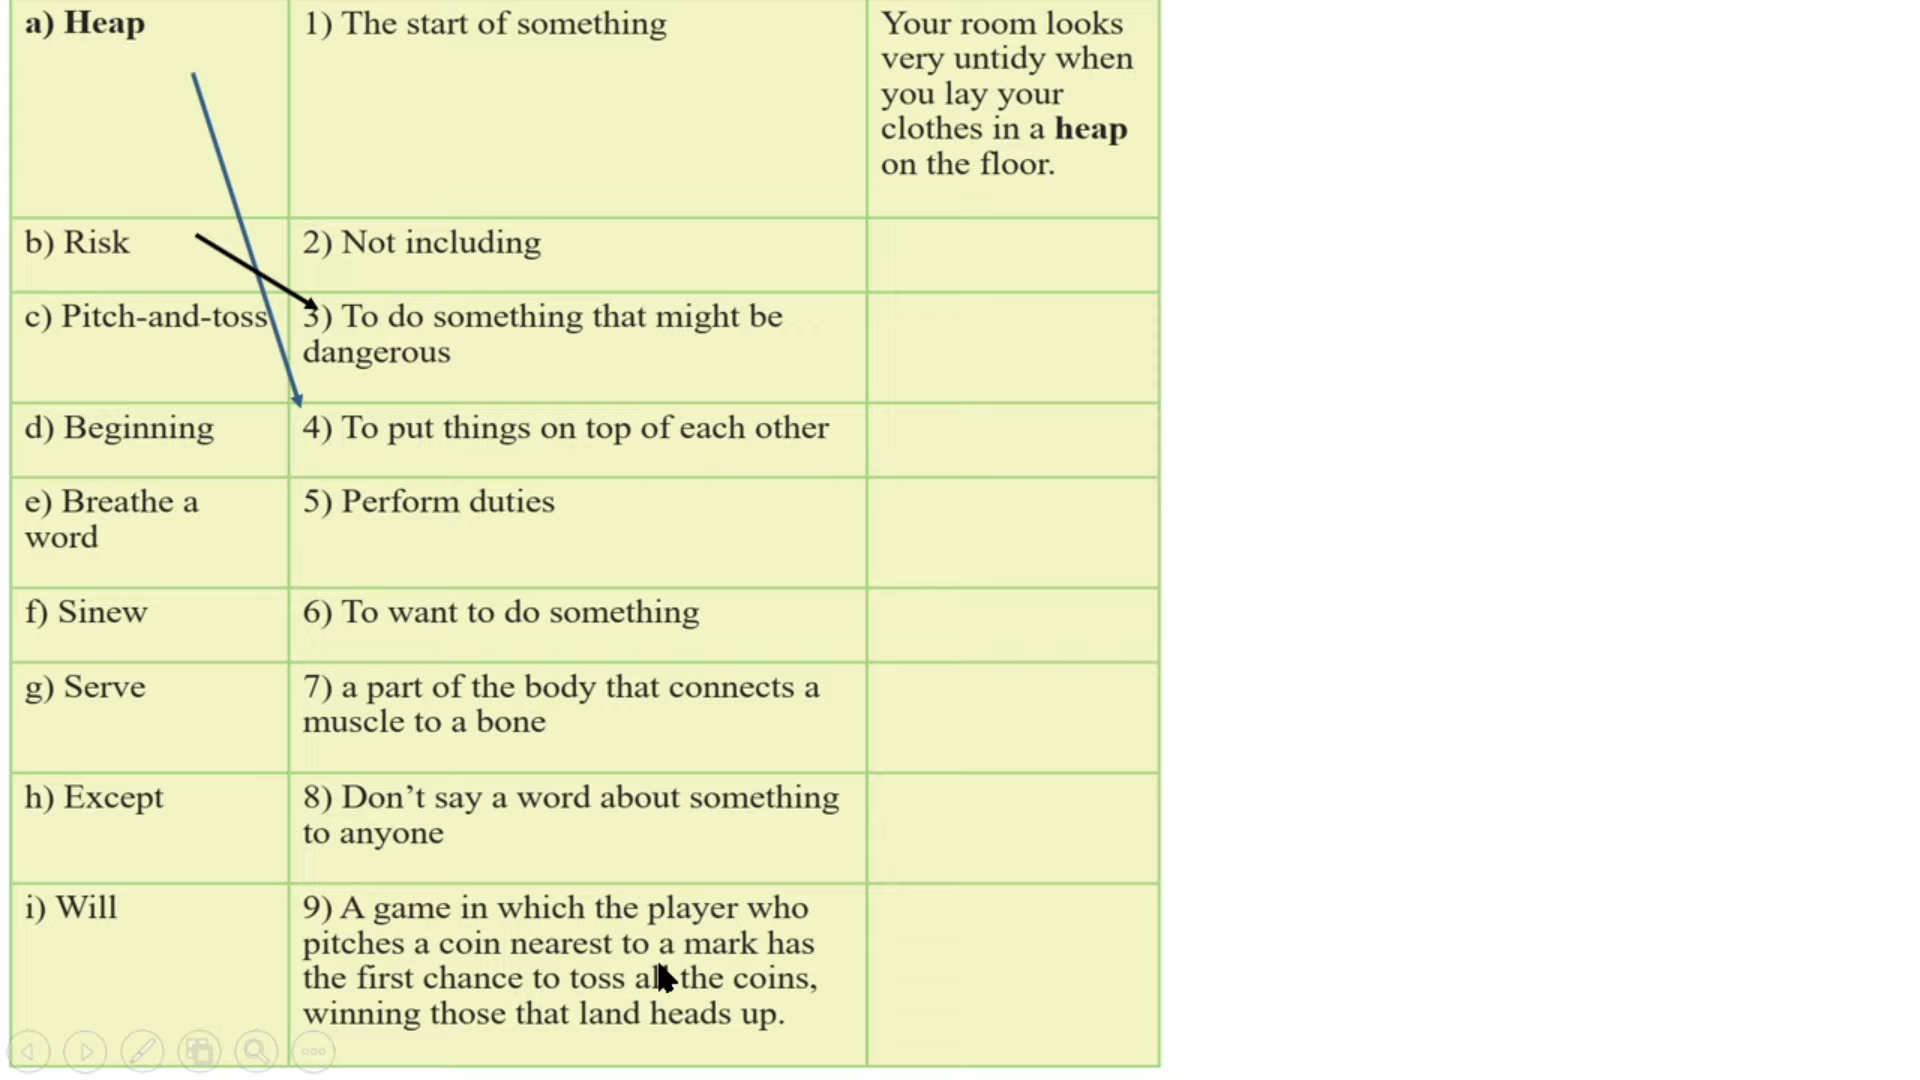 a) Heap
1) The start of something
Your room looks
very untidy when
you lay your
clothes in a heap
on the floor.
b) Risk
2) Not including
c) Pitch-and-toss
3) To do something that might be
dangerous
d) Beginning
4) To put things on top of each other
e) Breathe a
word
5) Perform duties
f) Sinew
6) To want to do something
g) Serve
7) a part of the body that connects a
muscle to a bone
h) Except
8) Don’t say a word about something
to anyone
i) Will
9) A game in which the player who
pitches a coin nearest to a mark has
the first chance to toss all the coins,
winning those that land heads up.